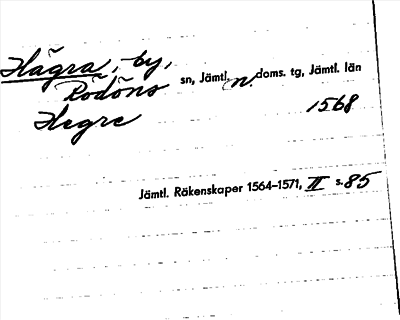 Hägra, by,
Rödöns sn, Jämtl. n. doms. tg, Jämtl. län
Hegre 1568
Jämtl. Räkenskaper 1564–1571, II s. 85